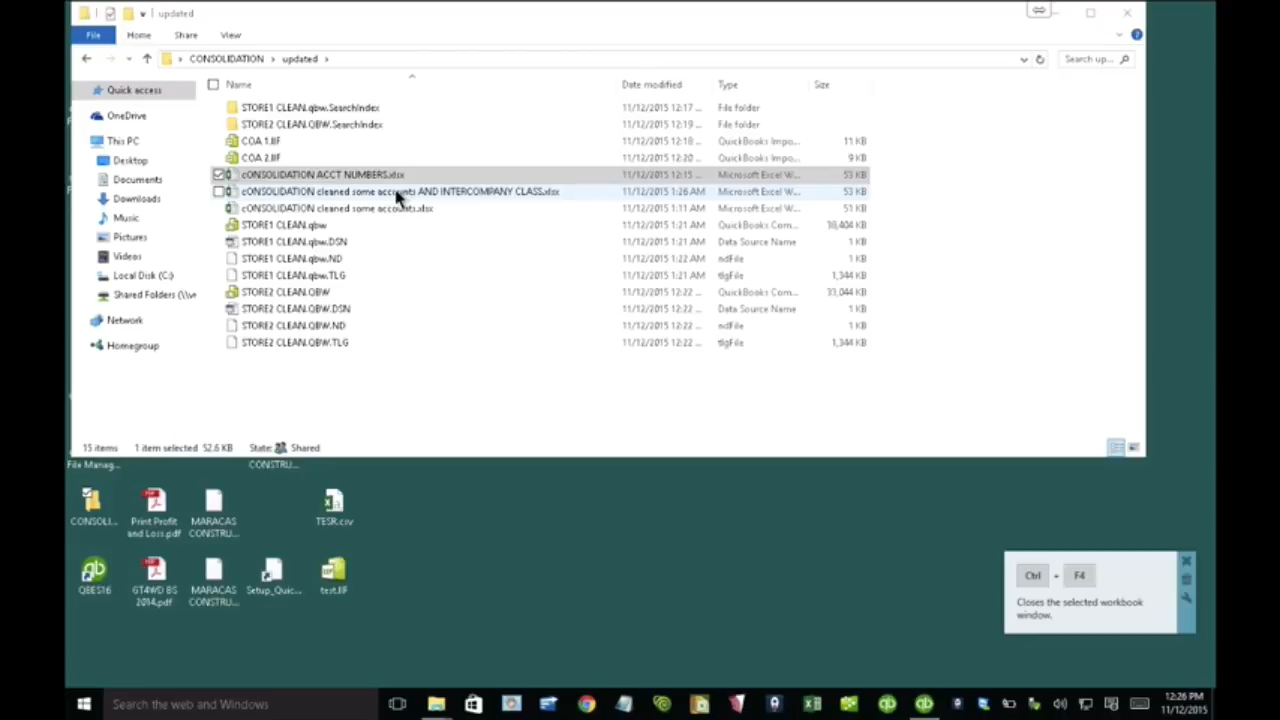 updated
File Home Share View
CONSOLIDATION > updated >
Search up...
Name Date modified Type Size
Quick access
OneDrive
This PC
Desktop
Documents
Downloads
Music
Pictures
Videos
Local Disk (C:)
Shared Folders (\\v
Network
Homegroup
STORE1 CLEAN.qbw.SearchIndex 11/12/2015 12:17 ... File folder
STORE2 CLEAN.QBW.SearchIndex 11/12/2015 12:19 ... File folder
COA 1.IIF 11/12/2015 12:18 ... QuickBooks Impo... 11 KB
COA 2.IIF 11/12/2015 12:20 ... QuickBooks Impo... 9 KB
cONSOLIDATION ACCT NUMBERS.xlsx 11/12/2015 12:15 ... Microsoft Excel W... 53 KB
cONSOLIDATION cleaned some accounts AND INTERCOMPANY CLASS.xlsx 11/12/2015 1:26 AM Microsoft Excel W... 53 KB
cONSOLIDATION cleaned some accounts.xlsx 11/12/2015 1:11 AM Microsoft Excel W... 51 KB
STORE1 CLEAN.qbw 11/12/2015 1:21 AM QuickBooks Com... 38,404 KB
STORE1 CLEAN.qbw.DSN 11/12/2015 1:21 AM Data Source Name 1 KB
STORE1 CLEAN.qbw.ND 11/12/2015 1:22 AM ndFile 1 KB
STORE1 CLEAN.qbw.TLG 11/12/2015 1:21 AM tlgFile 1,344 KB
STORE2 CLEAN.QBW 11/12/2015 12:22 ... QuickBooks Com... 33,044 KB
STORE2 CLEAN.QBW.DSN 11/12/2015 12:22 ... Data Source Name 1 KB
STORE2 CLEAN.QBW.ND 11/12/2015 12:22 ... ndFile 1 KB
STORE2 CLEAN.QBW.TLG 11/12/2015 12:22 ... tlgFile 1,344 KB
15 items 1 item selected 52.6 KB State: Shared
File Manag...
CONSTRU...
CONSOLI...
Print Profit
and Loss.pdf
MARACAS
CONSTRU...
TESR.csv
QBES16
GT4WD BS
2014.pdf
MARACAS
CONSTRU...
Setup_Quic...
test.IIF
Ctrl + F4
Closes the selected workbook
window.
Search the web and Windows
12:26 PM
11/12/2015